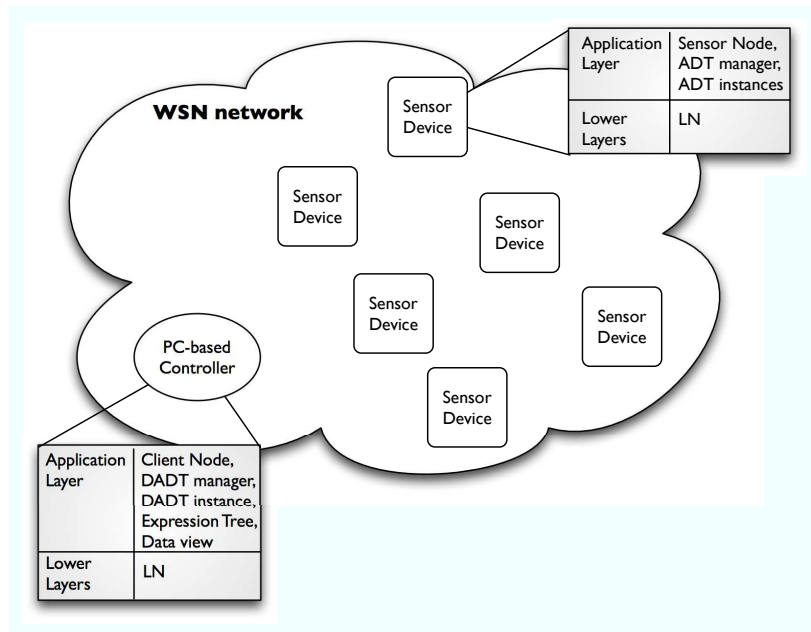 WSN network
Application
Layer
Sensor Node,
ADT manager,
ADT instances
Lower
Layers
LN
Sensor
Device
Sensor
Device
Sensor
Device
Sensor
Device
Sensor
Device
Sensor
Device
PC-based
Controller
Application
Layer
Client Node,
DADT manager,
DADT instance,
Expression Tree,
Data view
Lower
Layers
LN